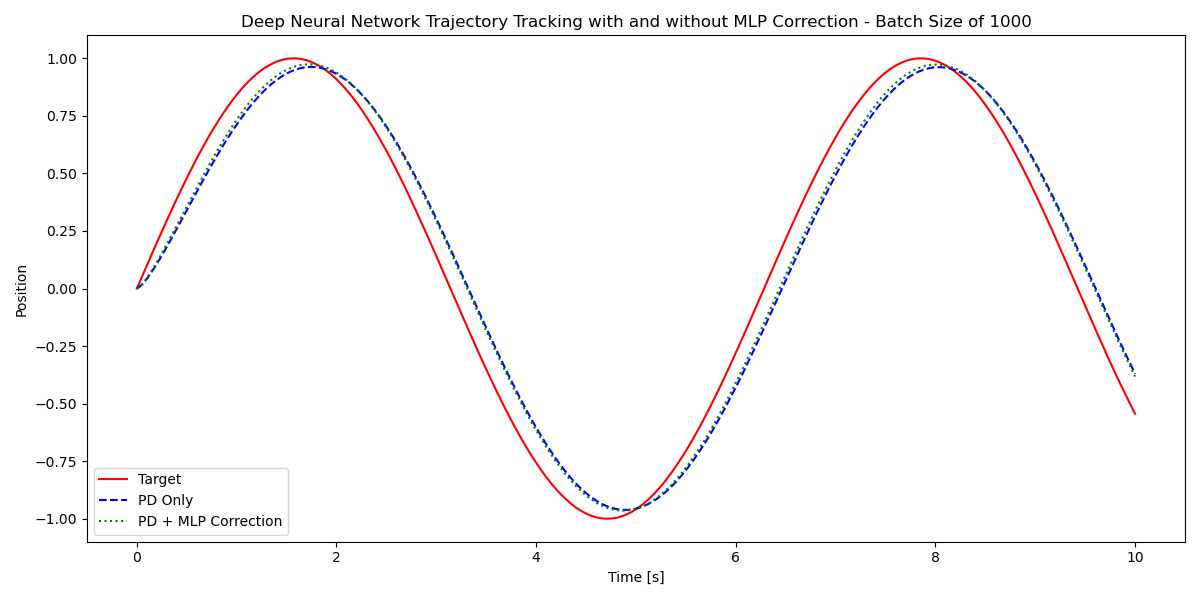 Deep Neural Network Trajectory Tracking with and without MLP Correction - Batch Size of 1000
1.00
0.75
0.50
0.25
0.00
−0.25
−0.50
−0.75
−1.00
Position
Target
PD Only
PD + MLP Correction
0 2 4 6 8 10
Time [s]